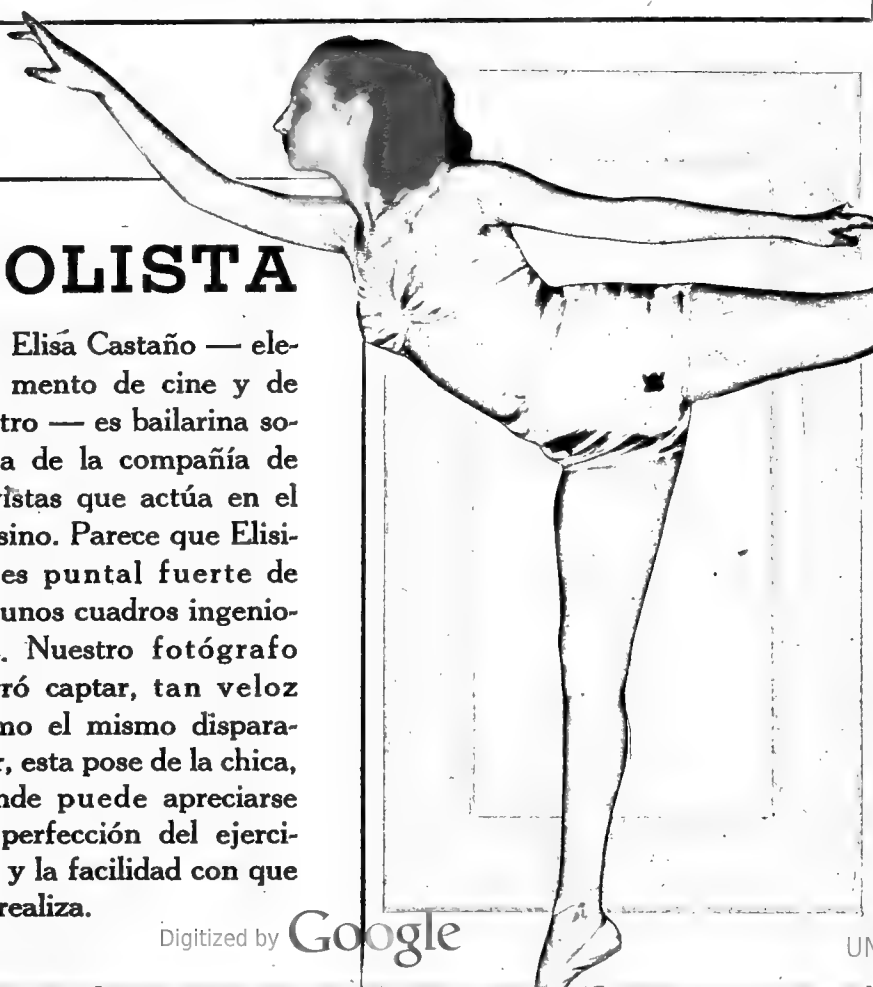 OLISTA
Elisa Castaño — ele-
mento de cine y de
tro — es bailarina so-
a de la compañía de
vistas que actúa en el
sino. Parece que Elisi-
es puntal fuerte de
unos cuadros ingenio-
. Nuestro fotógrafo
ró captar, tan veloz
mo el mismo dispara-
r, esta pose de la chica,
nde puede apreciarse
perfección del ejerci-
y la facilidad con que
realiza.
Digitized by Google
UN